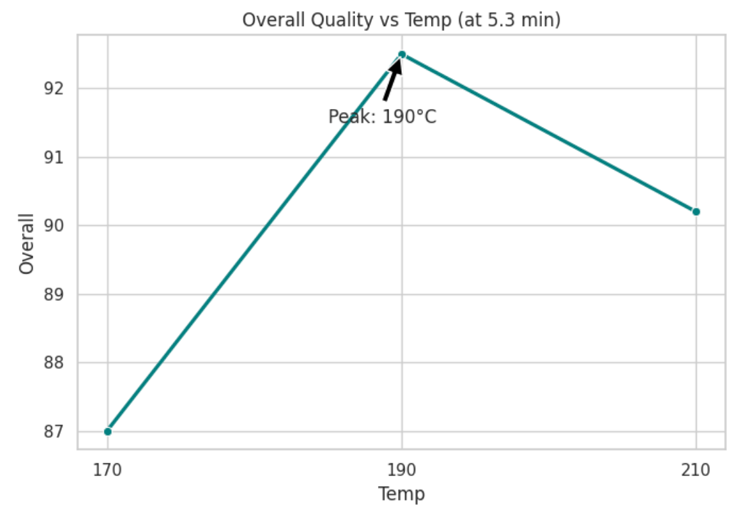 Overall Quality vs Temp (at 5.3 min)
92
Peak: 190°C
91
90
Overall
89
88
87
170 190 210
Temp